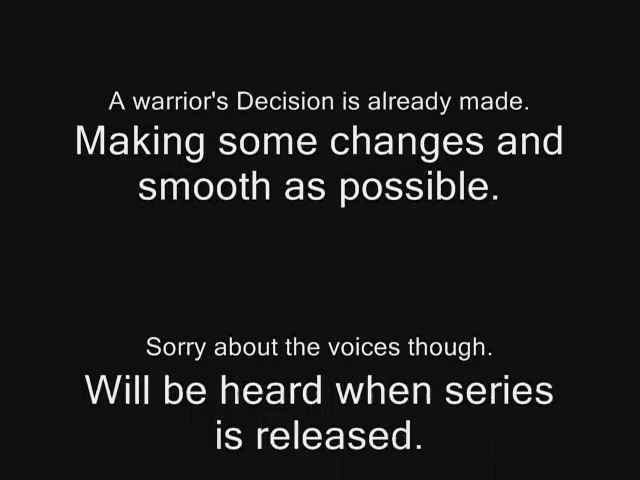 A warrior's Decision is already made.
Making some changes and
smooth as possible.
Sorry about the voices though.
Will be heard when series
is released.